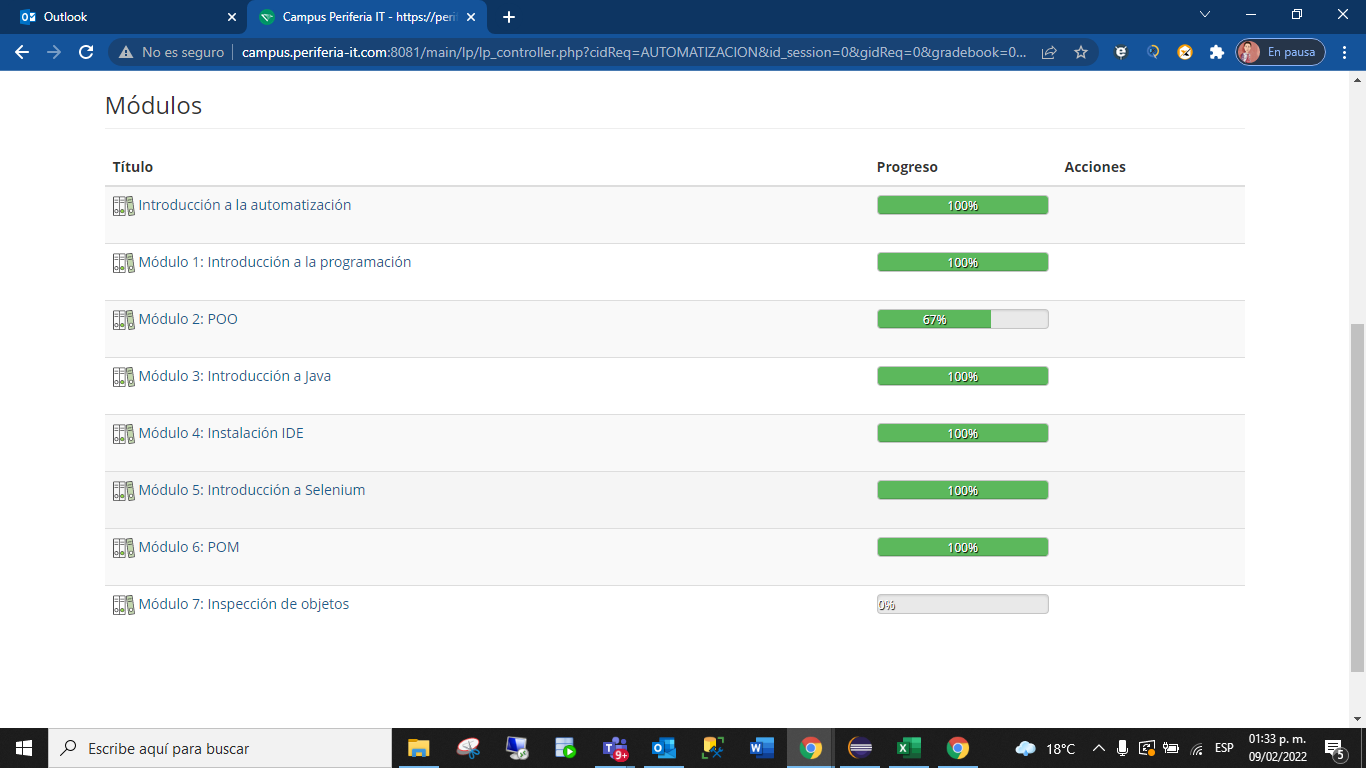 Outlook
Campus Periferia IT - https://peri
No es seguro
campus.periferia-it.com:8081/main/lp/lp_controller.php?cidReq=AUTOMATIZACION&id_session=0&gidReq=0&gradebook=0...
En pausa
Módulos
Título Progreso Acciones
Introducción a la automatización 100%
Módulo 1: Introducción a la programación 100%
Módulo 2: POO 67%
Módulo 3: Introducción a Java 100%
Módulo 4: Instalación IDE 100%
Módulo 5: Introducción a Selenium 100%
Módulo 6: POM 100%
Módulo 7: Inspección de objetos 0%
Escribe aquí para buscar
9+
18°C
ESP
01:33 p. m.
09/02/2022
5